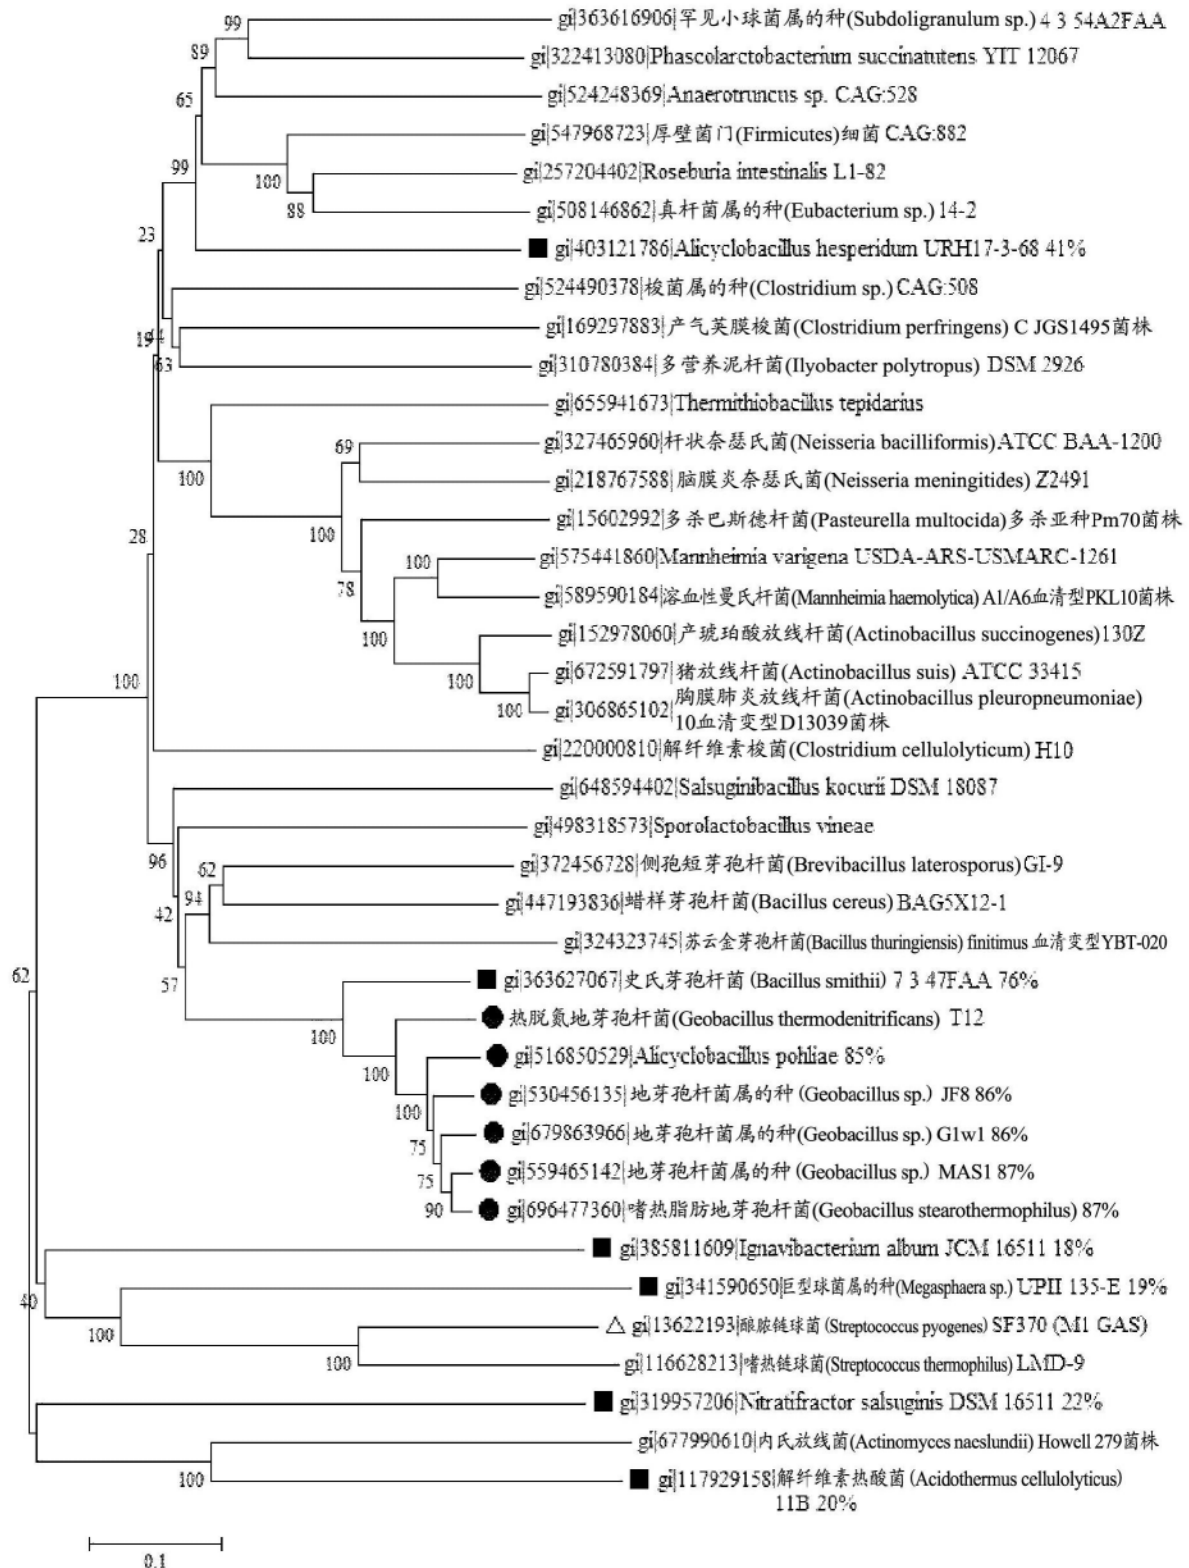 99 gi|363616906|罕见小球菌属的种(Subdoligranulum sp.) 4 3 54A2FAA
89 gi|322413080|Phascolarctobacterium succinatutens YIT 12067
65 gi|524248369|Anaerotruncus sp. CAG:528
gi|547968723|厚壁菌门(Firmicutes)细菌 CAG:882
99 100 gi|257204402|Roseburia intestinalis L1-82
88 gi|508146862|真杆菌属的种(Eubacterium sp.) 14-2
23 gi|403121786|Alicyclobacillus hesperidum URH17-3-68 41%
gi|524490378|梭菌属的种(Clostridium sp.) CAG:508
19 44 gi|169297883|产气荚膜梭菌(Clostridium perfringens) C JGS1495菌株
63 gi|310780384|多营养泥杆菌(Ilyobacter polytropus) DSM 2926
gi|655941673|Thermithiobacillus tepidarius
69 gi|327465960|杆状奈瑟氏菌(Neisseria bacilliformis)ATCC BAA-1200
100 gi|218767588|脑膜炎奈瑟氏菌(Neisseria meningitides) Z2491
28 100 gi|15602992|多杀巴斯德杆菌(Pasteurella multocida)多杀亚种Pm70菌株
100 gi|575441860|Mannheimia varigena USDA-ARS-USMARC-1261
78 gi|589590184|溶血性曼氏杆菌(Mannheimia haemolytica) A1/A6血清型PKL10菌株
100 gi|152978060|产琥珀酸放线杆菌(Actinobacillus succinogenes)130Z
100 100 gi|672591797|猪放线杆菌(Actinobacillus suis) ATCC 33415
100 gi|306865102|胸膜肺炎放线杆菌(Actinobacillus pleuropneumoniae)
10血清变型D13039菌株
gi|220000810|解纤维素梭菌(Clostridium cellulolyticum) H10
gi|648594402|Salsuginibacillus kocurii DSM 18087
gi|498318573|Sporolactobacillus vineae
96 62 gi|372456728|侧孢短芽孢杆菌(Brevibacillus laterosporus)GI-9
42 94 gi|447193836|蜡样芽孢杆菌(Bacillus cereus) BAG5X12-1
gi|324323745|苏云金芽孢杆菌(Bacillus thuringiensis) finitimus 血清变型YBT-020
62 57 gi|363627067|史氏芽孢杆菌 (Bacillus smithii) 7 3 47FAA 76%
100 热脱氮地芽孢杆菌(Geobacillus thermodenitrificans) T12
100 gi|516850529|Alicyclobacillus pohliae 85%
100 gi|530456135|地芽孢杆菌属的种 (Geobacillus sp.) JF8 86%
75 gi|679863966|地芽孢杆菌属的种(Geobacillus sp.) G1w1 86%
75 gi|559465142|地芽孢杆菌属的种 (Geobacillus sp.) MAS1 87%
90 gi|696477360|嗜热脂肪地芽孢杆菌(Geobacillus stearothermophilus) 87%
gi|385811609|Ignavibacterium album JCM 16511 18%
40 gi|341590650|巨型球菌属的种(Megasphaera sp.) UPII 135-E 19%
100 gi|13622193|酿脓链球菌(Streptococcus pyogenes) SF370 (M1 GAS)
100 gi|116628213|嗜热链球菌(Streptococcus thermophilus) LMD-9
gi|319957206|Nitratifractor salsuginis DSM 16511 22%
gi|677990610|内氏放线菌(Actinomyces naeslundii) Howell 279菌株
100 gi|117929158|解纤维素热酸菌 (Acidothermus cellulolyticus)
11B 20%
0.1